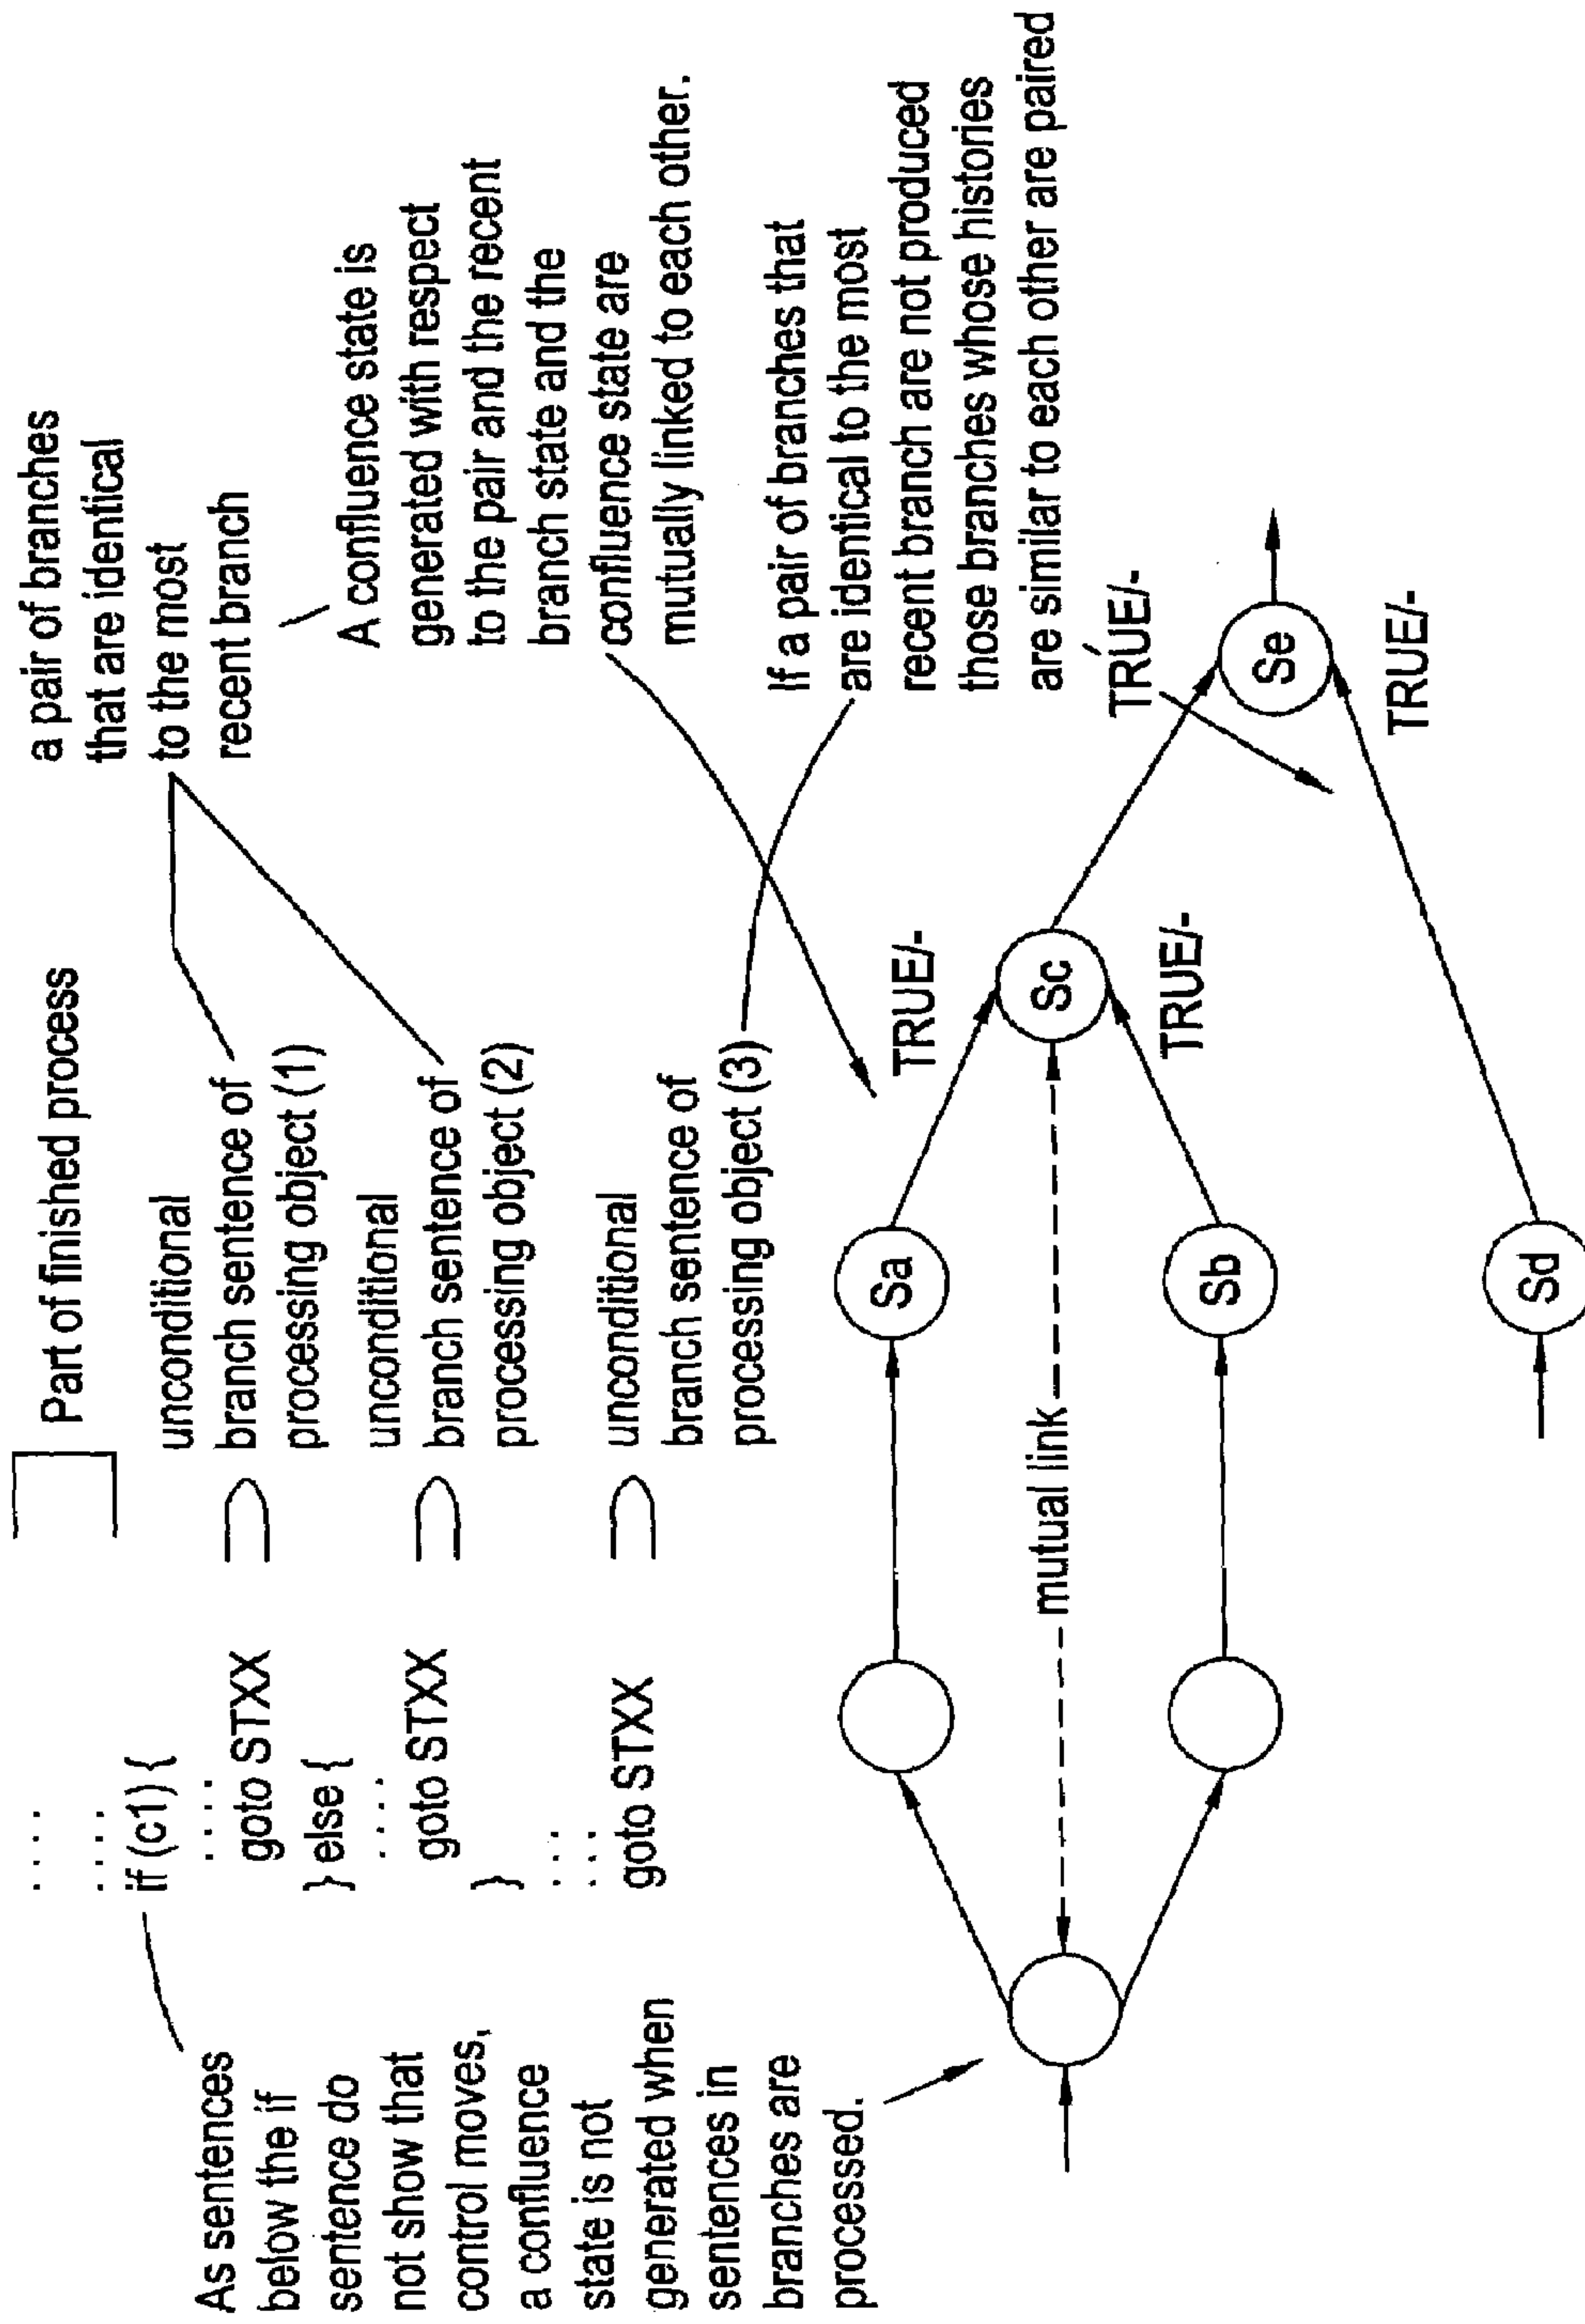 ....
....
if (c1) {
....
goto STXX
} else {
....
goto STXX
}
...
...
goto STXX
Part of finished process
unconditional
branch sentence of
processing object (1)
unconditional
branch sentence of
processing object (2)
unconditional
branch sentence of
processing object (3)
a pair of branches
that are identical
to the most
recent branch
A confluence state is
generated with respect
to the pair and the recent
branch state and the
confluence state are
mutually linked to each other.
If a pair of branches that
are identical to the most
recent branch are not produced
those branches whose histories
are similar to each other are paired
As sentences
below the if
sentence do
not show that
control moves,
a confluence
state is not
generated when
sentences in
branches are
processed.
Sa
TRUE/-
mutual link
Sc
Sb
TRUE/-
TRUE/-
Se
TRUE/-
Sd